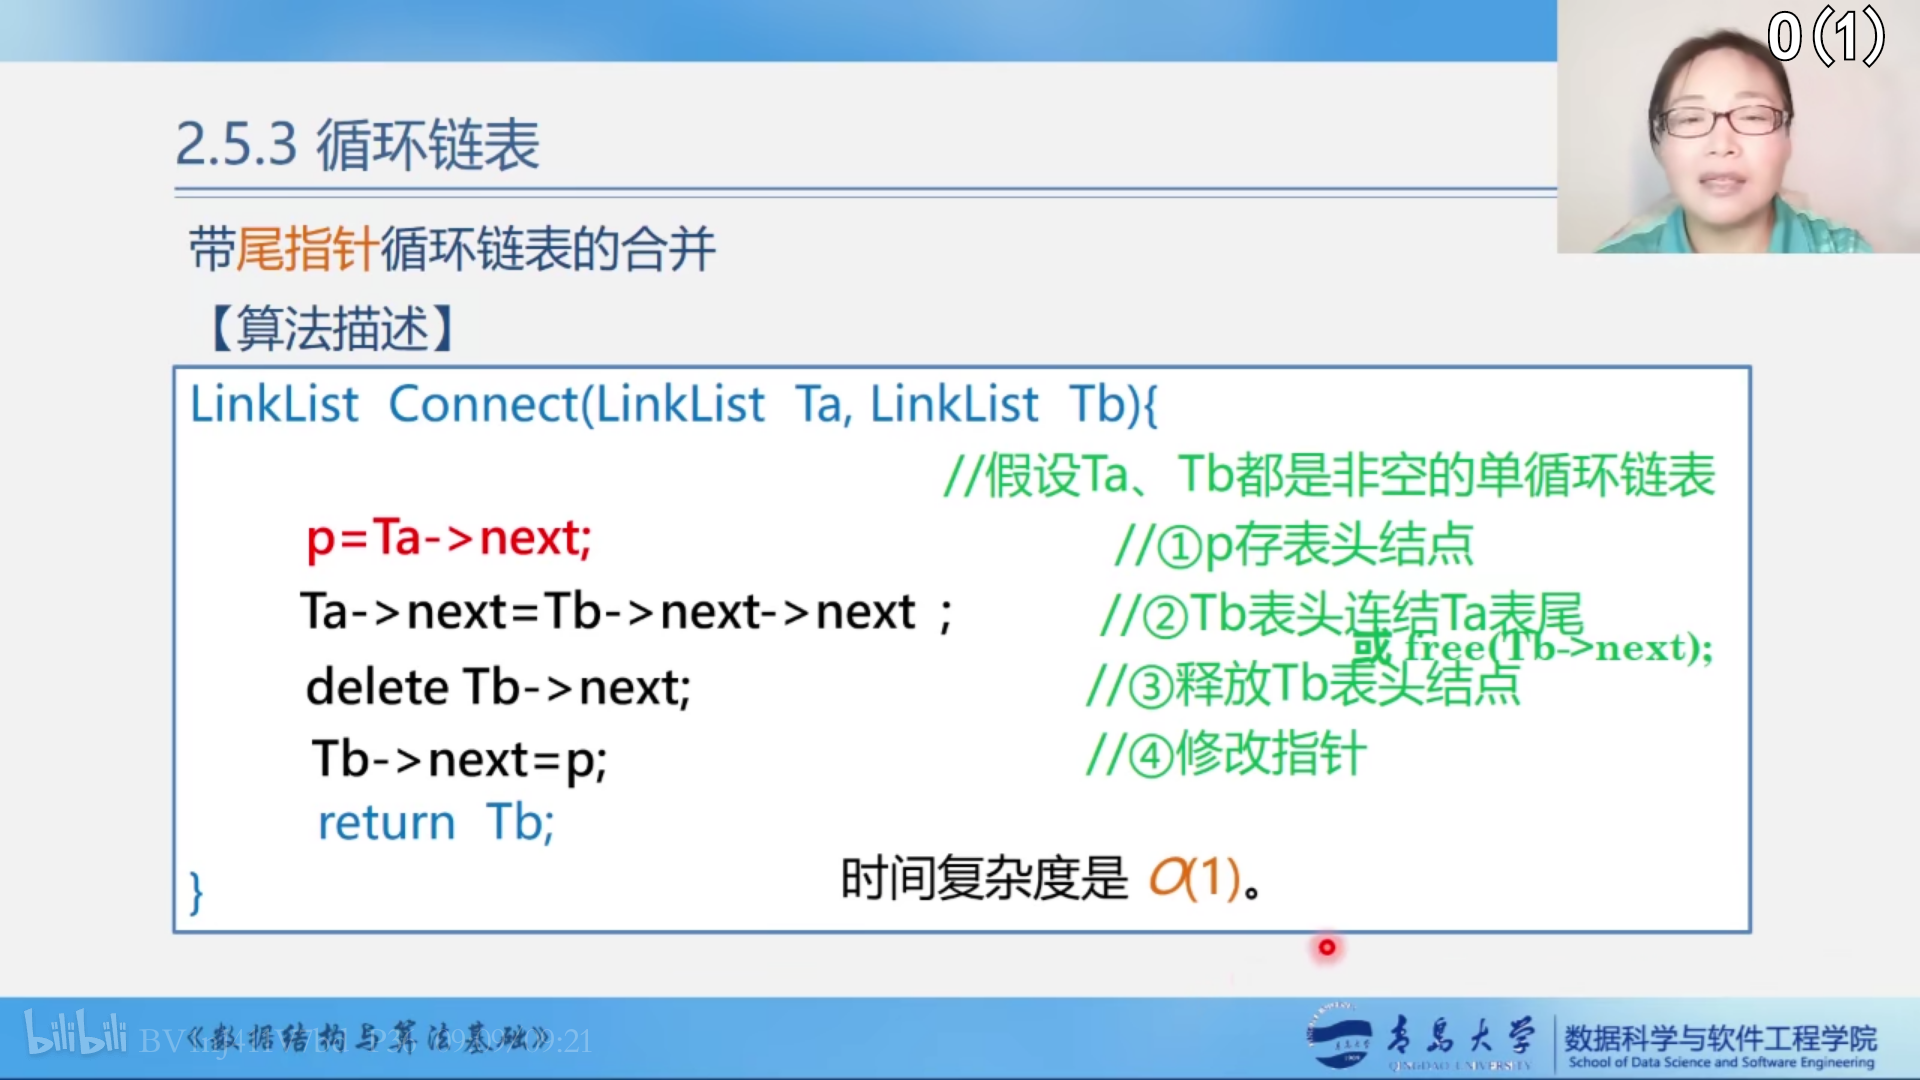 O(1)
2.5.3 循环链表
带尾指针循环链表的合并
【算法描述】
LinkList Connect(LinkList Ta, LinkList Tb){
//假设Ta、Tb都是非空的单循环链表
p=Ta->next; //①p存表头结点
Ta->next=Tb->next->next ; //②Tb表头连结Ta表尾
或 free(Tb->next);
delete Tb->next; //③释放Tb表头结点
Tb->next=p; //④修改指针
return Tb;
}
时间复杂度是 O(1)。
bilibili
《数据结构与算法基础》
青岛大学
QINGDAO UNIVERSITY
数据科学与软件工程学院
School of Data Science and Software Engineering